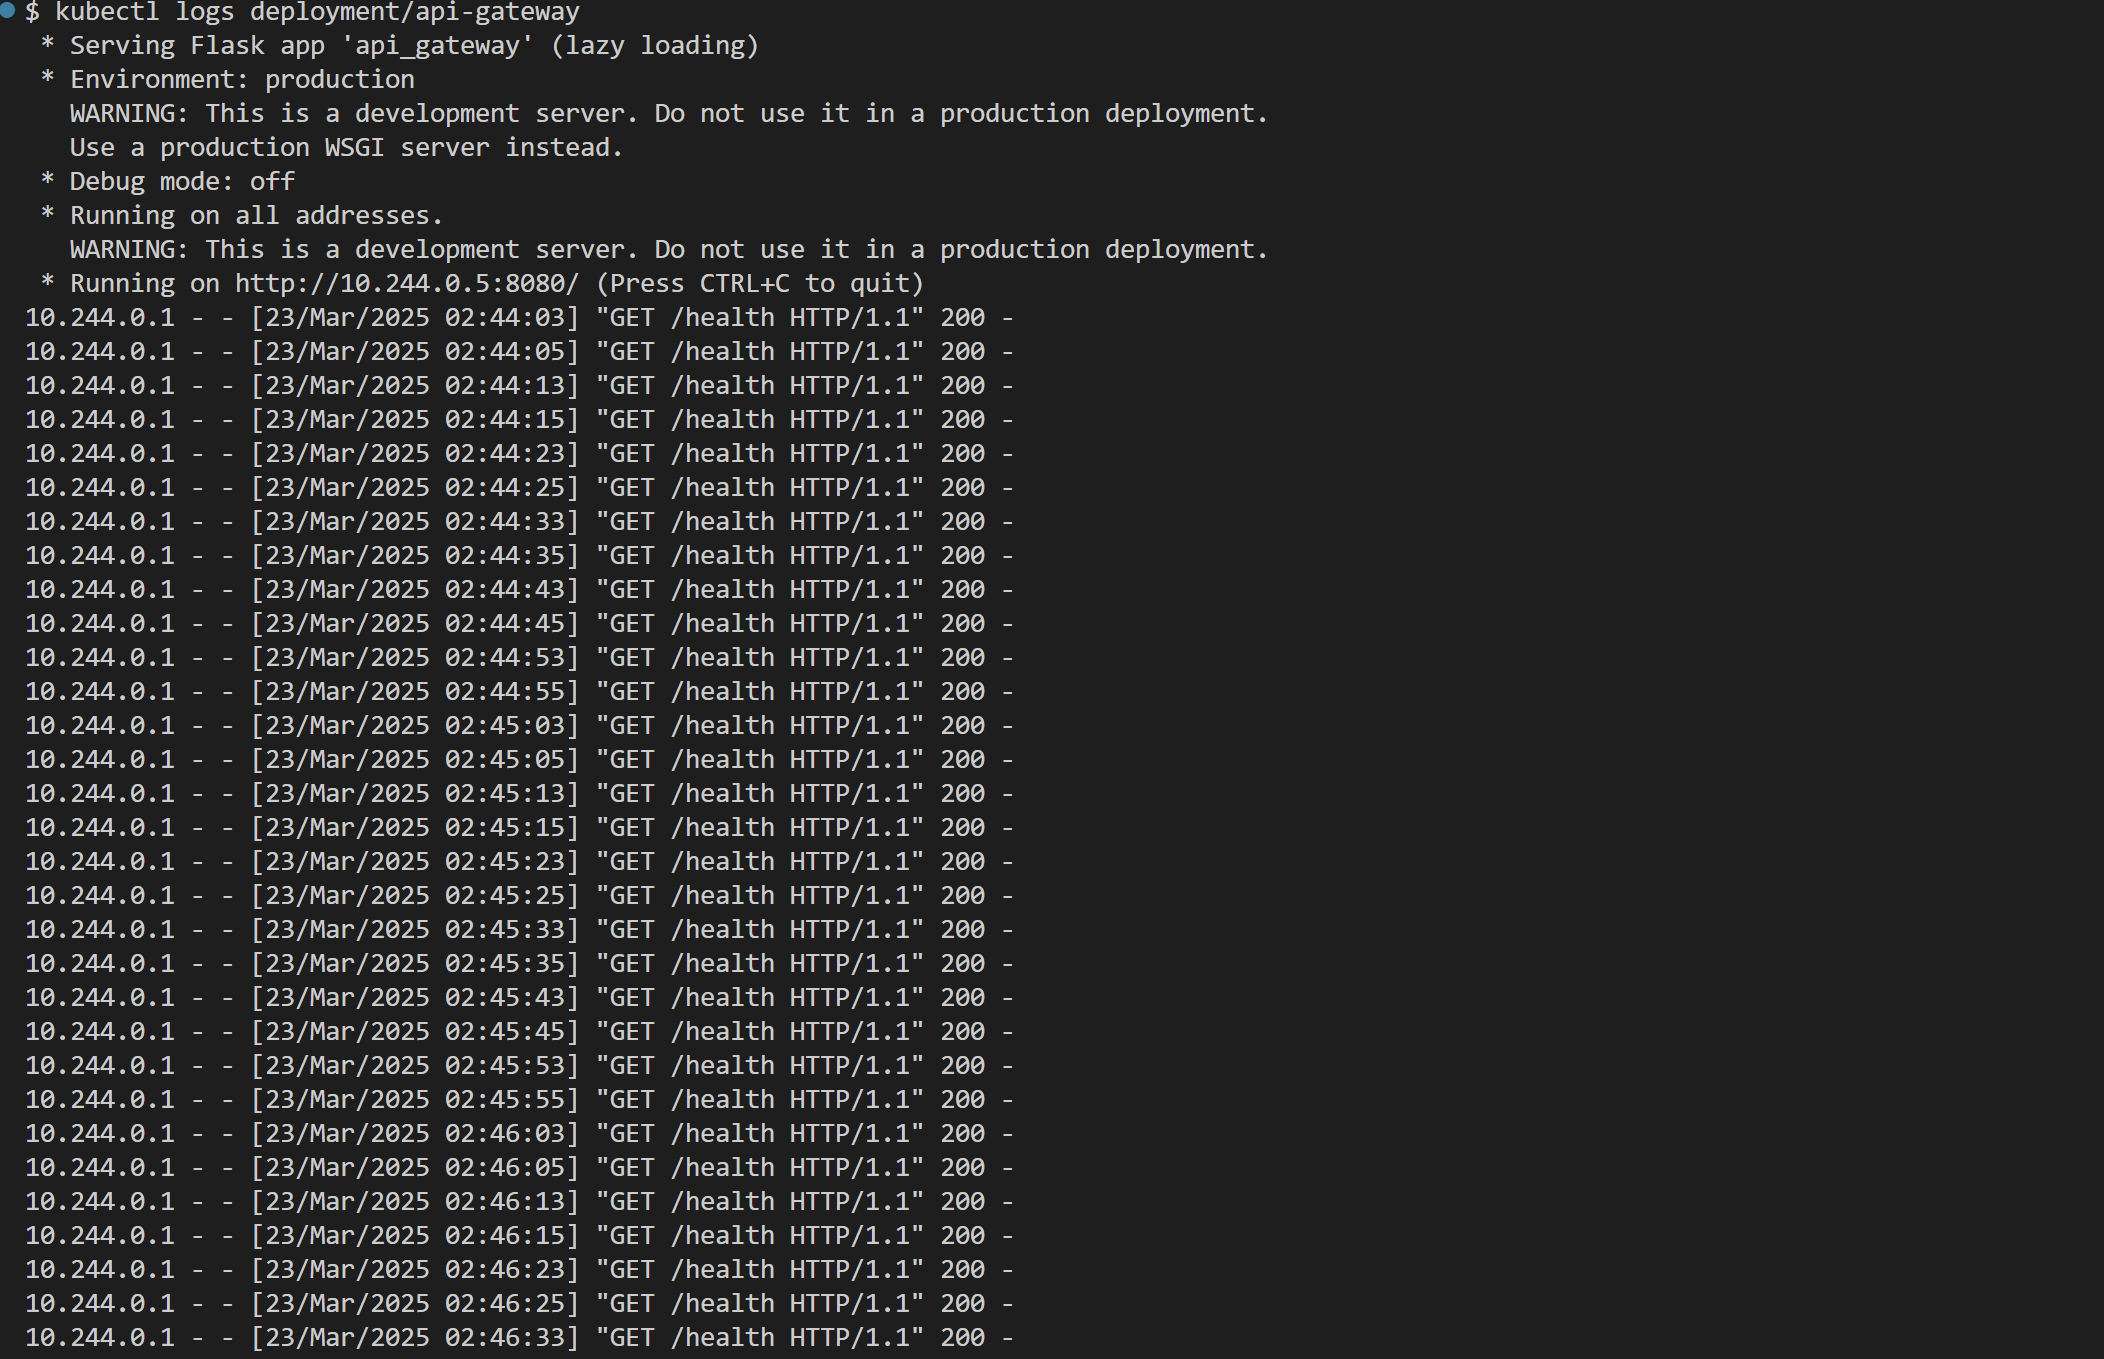 $ kubectl logs deployment/api-gateway
 * Serving Flask app 'api_gateway' (lazy loading)
 * Environment: production
   WARNING: This is a development server. Do not use it in a production deployment.
   Use a production WSGI server instead.
 * Debug mode: off
 * Running on all addresses.
   WARNING: This is a development server. Do not use it in a production deployment.
 * Running on http://10.244.0.5:8080/ (Press CTRL+C to quit)
10.244.0.1 - - [23/Mar/2025 02:44:03] "GET /health HTTP/1.1" 200 -
10.244.0.1 - - [23/Mar/2025 02:44:05] "GET /health HTTP/1.1" 200 -
10.244.0.1 - - [23/Mar/2025 02:44:13] "GET /health HTTP/1.1" 200 -
10.244.0.1 - - [23/Mar/2025 02:44:15] "GET /health HTTP/1.1" 200 -
10.244.0.1 - - [23/Mar/2025 02:44:23] "GET /health HTTP/1.1" 200 -
10.244.0.1 - - [23/Mar/2025 02:44:25] "GET /health HTTP/1.1" 200 -
10.244.0.1 - - [23/Mar/2025 02:44:33] "GET /health HTTP/1.1" 200 -
10.244.0.1 - - [23/Mar/2025 02:44:35] "GET /health HTTP/1.1" 200 -
10.244.0.1 - - [23/Mar/2025 02:44:43] "GET /health HTTP/1.1" 200 -
10.244.0.1 - - [23/Mar/2025 02:44:45] "GET /health HTTP/1.1" 200 -
10.244.0.1 - - [23/Mar/2025 02:44:53] "GET /health HTTP/1.1" 200 -
10.244.0.1 - - [23/Mar/2025 02:44:55] "GET /health HTTP/1.1" 200 -
10.244.0.1 - - [23/Mar/2025 02:45:03] "GET /health HTTP/1.1" 200 -
10.244.0.1 - - [23/Mar/2025 02:45:05] "GET /health HTTP/1.1" 200 -
10.244.0.1 - - [23/Mar/2025 02:45:13] "GET /health HTTP/1.1" 200 -
10.244.0.1 - - [23/Mar/2025 02:45:15] "GET /health HTTP/1.1" 200 -
10.244.0.1 - - [23/Mar/2025 02:45:23] "GET /health HTTP/1.1" 200 -
10.244.0.1 - - [23/Mar/2025 02:45:25] "GET /health HTTP/1.1" 200 -
10.244.0.1 - - [23/Mar/2025 02:45:33] "GET /health HTTP/1.1" 200 -
10.244.0.1 - - [23/Mar/2025 02:45:35] "GET /health HTTP/1.1" 200 -
10.244.0.1 - - [23/Mar/2025 02:45:43] "GET /health HTTP/1.1" 200 -
10.244.0.1 - - [23/Mar/2025 02:45:45] "GET /health HTTP/1.1" 200 -
10.244.0.1 - - [23/Mar/2025 02:45:53] "GET /health HTTP/1.1" 200 -
10.244.0.1 - - [23/Mar/2025 02:45:55] "GET /health HTTP/1.1" 200 -
10.244.0.1 - - [23/Mar/2025 02:46:03] "GET /health HTTP/1.1" 200 -
10.244.0.1 - - [23/Mar/2025 02:46:05] "GET /health HTTP/1.1" 200 -
10.244.0.1 - - [23/Mar/2025 02:46:13] "GET /health HTTP/1.1" 200 -
10.244.0.1 - - [23/Mar/2025 02:46:15] "GET /health HTTP/1.1" 200 -
10.244.0.1 - - [23/Mar/2025 02:46:23] "GET /health HTTP/1.1" 200 -
10.244.0.1 - - [23/Mar/2025 02:46:25] "GET /health HTTP/1.1" 200 -
10.244.0.1 - - [23/Mar/2025 02:46:33] "GET /health HTTP/1.1" 200 -